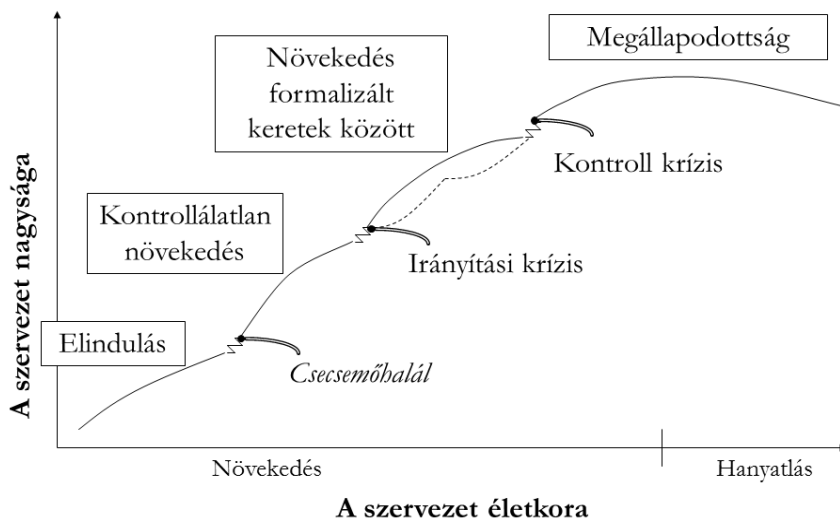 Megállapodottság
Növekedés
formalizált
keretek között
Kontroll krízis
Kontrollálatlan
növekedés
Irányítási krízis
Elindulás
Csecsemőhalál
A szervezet nagysága
Növekedés
Hanyatlás
A szervezet életkora